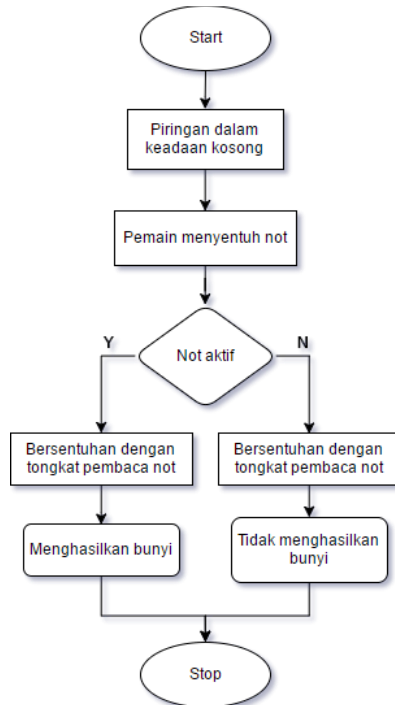 Start
Piringan dalam
keadaan kosong
Pemain menyentuh not
Not aktif
Y
N
Bersentuhan dengan
tongkat pembaca not
Bersentuhan dengan
tongkat pembaca not
Menghasilkan bunyi
Tidak menghasilkan
bunyi
Stop